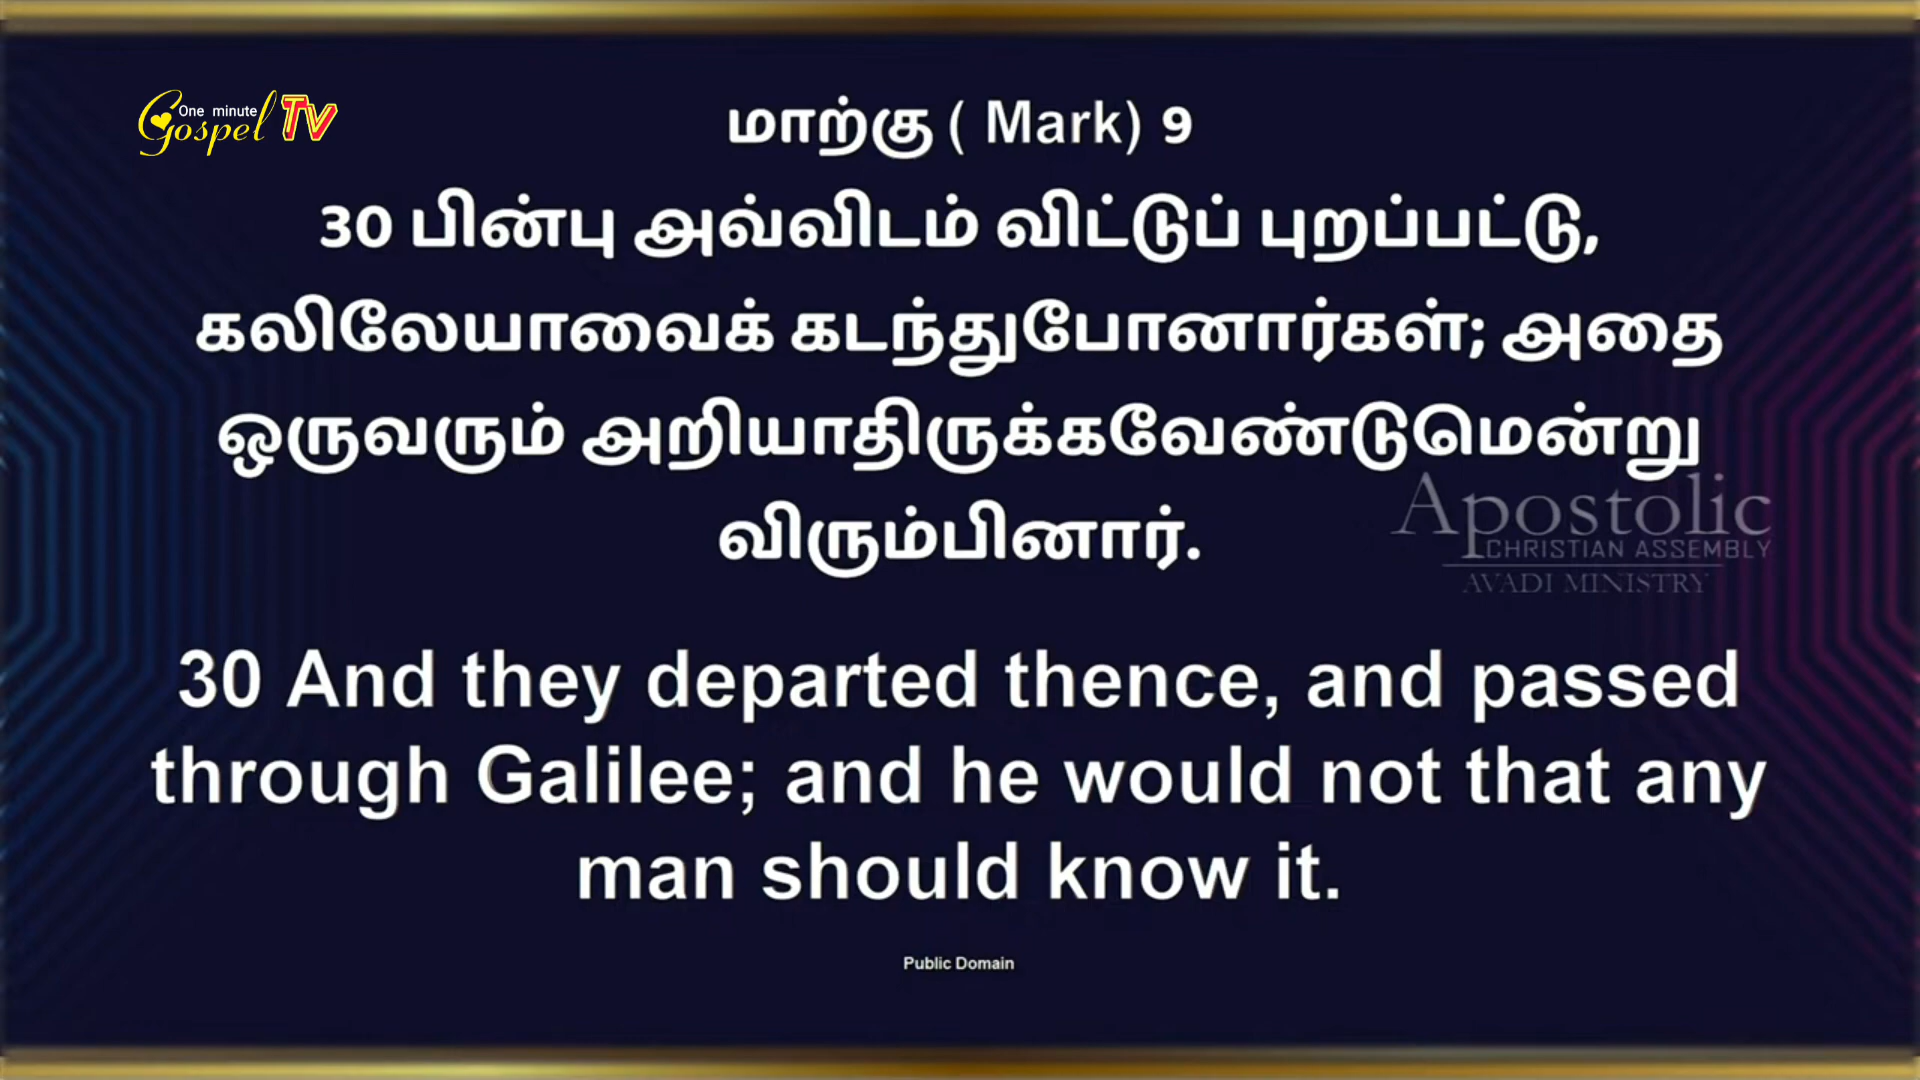 One minute
Gospel TV
மாற்கு ( Mark) 9
30 பின்பு அவ்விடம் விட்டுப் புறப்பட்டு,
கலிலேயாவைக் கடந்துபோனார்கள்; அதை
ஒருவரும் அறியாதிருக்கவேண்டுமென்று
விரும்பினார்.
Apostolic
CHRISTIAN ASSEMBLY
AVADI MINISTRY
30 And they departed thence, and passed
through Galilee; and he would not that any
man should know it.
Public Domain